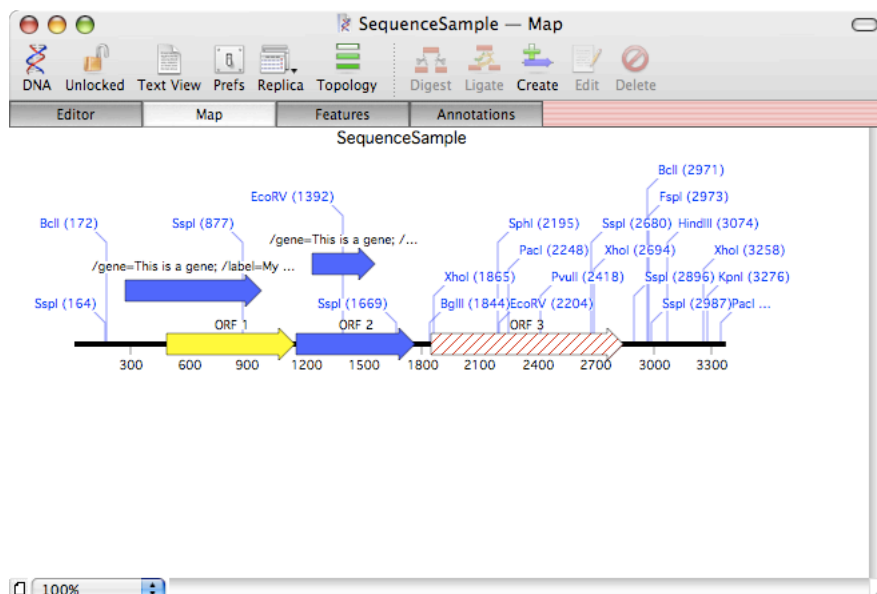 SequenceSample — Map
DNA Unlocked Text View Prefs Replica Topology Digest Ligate Create Edit Delete
Editor Map Features Annotations
SequenceSample
BclI (2971)
EcoRV (1392) FspI (2973)
BclI (172) SspI (877) SphI (2195) SspI (2680) HindIII (3074)
/gene=This is a gene; /...
PacI (2248) XhoI (2694) XhoI (3258)
/gene=This is a gene; /label=My ...
XhoI (1865) PvuII (2418) SspI (2896) KpnI (3276)
SspI (164) SspI (1669) BglII (1844) EcoRV (2204) SspI (2987) PacI ...
ORF 1 ORF 2 ORF 3
300 600 900 1200 1500 1800 2100 2400 2700 3000 3300
100%